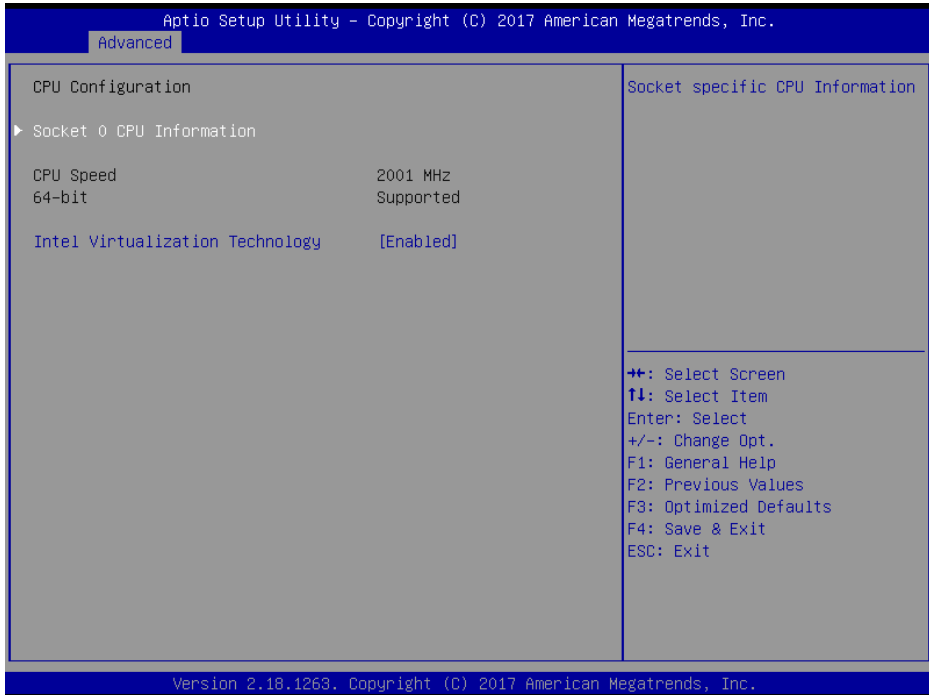 Aptio Setup Utility – Copyright (C) 2017 American Megatrends, Inc.
Advanced
CPU Configuration
Socket 0 CPU Information
CPU Speed 2001 MHz
64-bit Supported
Intel Virtualization Technology [Enabled]
Socket specific CPU Information
→←: Select Screen
↑↓: Select Item
Enter: Select
+/-: Change Opt.
F1: General Help
F2: Previous Values
F3: Optimized Defaults
F4: Save & Exit
ESC: Exit
Version 2.18.1263. Copyright (C) 2017 American Megatrends, Inc.